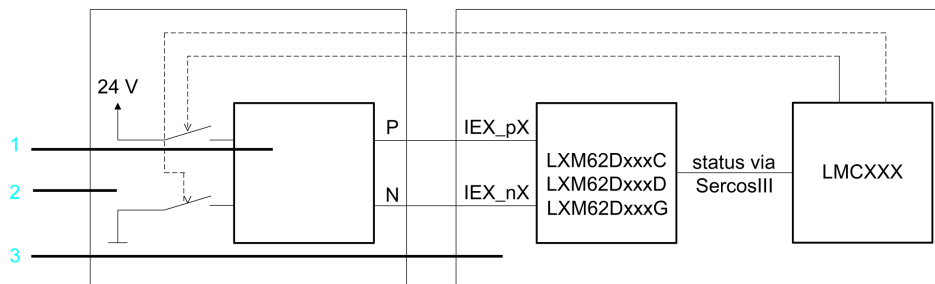 24 V
1
2
3
P
N
IEX_pX
IEX_nX
LXM62DxxxC
LXM62DxxxD
LXM62DxxxG
status via
SercosIII
LMCXXX